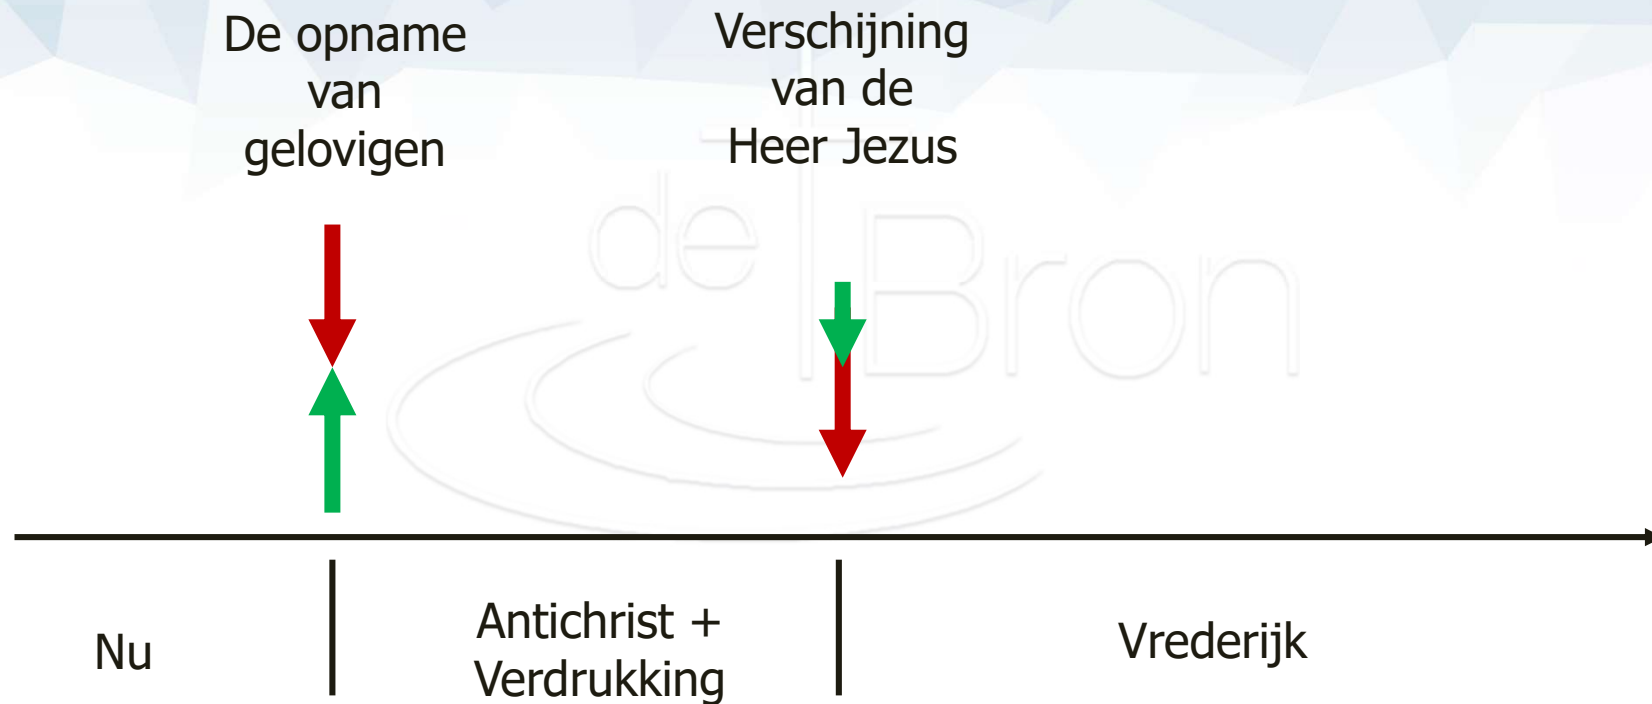 De opname
van
gelovigen
Verschijning
van de
Heer Jezus
de Bron
Nu
Antichrist +
Verdrukking
Vrederijk